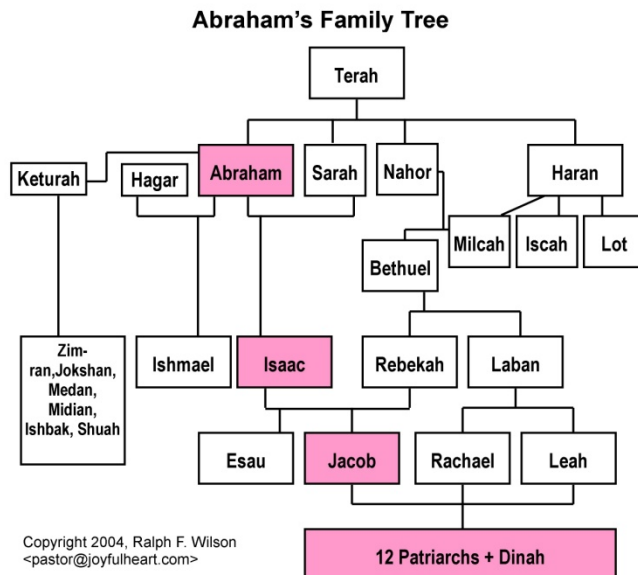 Abraham's Family Tree
Terah
Keturah
Hagar
Abraham
Sarah
Nahor
Haran
Milcah
Iscah
Lot
Bethuel
Zim-
ran,Jokshan,
Medan,
Midian,
Ishbak, Shuah
Ishmael
Isaac
Rebekah
Laban
Esau
Jacob
Rachael
Leah
Copyright 2004, Ralph F. Wilson
<pastor@joyfulheart.com>
12 Patriarchs + Dinah